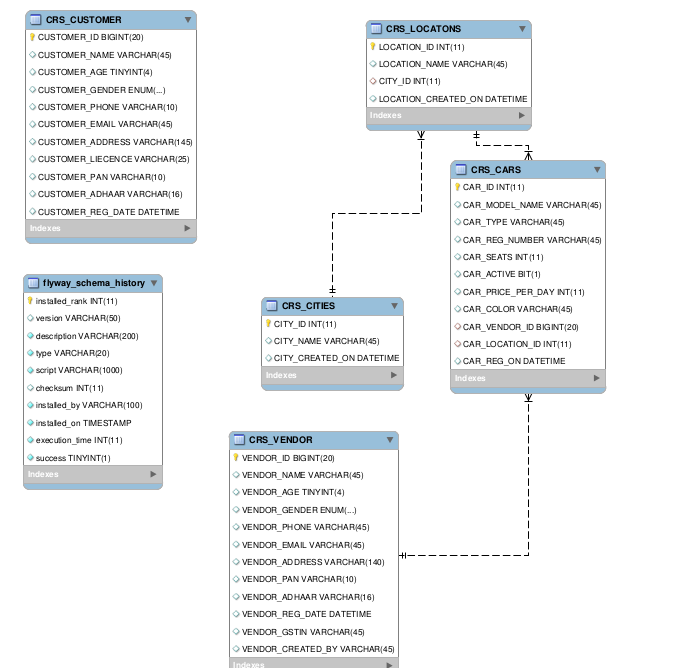 CRS_CUSTOMER
CUSTOMER_ID BIGINT(20)
CUSTOMER_NAME VARCHAR(45)
CUSTOMER_AGE TINYINT(4)
CUSTOMER_GENDER ENUM(...)
CUSTOMER_PHONE VARCHAR(10)
CUSTOMER_EMAIL VARCHAR(45)
CUSTOMER_ADDRESS VARCHAR(145)
CUSTOMER_LIECENCE VARCHAR(25)
CUSTOMER_PAN VARCHAR(10)
CUSTOMER_ADHAAR VARCHAR(16)
CUSTOMER_REG_DATE DATETIME
Indexes
CRS_LOCATONS
LOCATION_ID INT(11)
LOCATION_NAME VARCHAR(45)
CITY_ID INT(11)
LOCATION_CREATED_ON DATETIME
Indexes
CRS_CARS
CAR_ID INT(11)
CAR_MODEL_NAME VARCHAR(45)
CAR_TYPE VARCHAR(45)
CAR_REG_NUMBER VARCHAR(45)
CAR_SEATS INT(11)
CAR_ACTIVE BIT(1)
CAR_PRICE_PER_DAY INT(11)
CAR_COLOR VARCHAR(45)
CAR_VENDOR_ID BIGINT(20)
CAR_LOCATION_ID INT(11)
CAR_REG_ON DATETIME
Indexes
flyway_schema_history
installed_rank INT(11)
version VARCHAR(50)
description VARCHAR(200)
type VARCHAR(20)
script VARCHAR(1000)
checksum INT(11)
installed_by VARCHAR(100)
installed_on TIMESTAMP
execution_time INT(11)
success TINYINT(1)
Indexes
CRS_CITIES
CITY_ID INT(11)
CITY_NAME VARCHAR(45)
CITY_CREATED_ON DATETIME
Indexes
CRS_VENDOR
VENDOR_ID BIGINT(20)
VENDOR_NAME VARCHAR(45)
VENDOR_AGE TINYINT(4)
VENDOR_GENDER ENUM(...)
VENDOR_PHONE VARCHAR(45)
VENDOR_EMAIL VARCHAR(45)
VENDOR_ADDRESS VARCHAR(140)
VENDOR_PAN VARCHAR(10)
VENDOR_ADHAAR VARCHAR(16)
VENDOR_REG_DATE DATETIME
VENDOR_GSTIN VARCHAR(45)
VENDOR_CREATED_BY VARCHAR(45)
Indexes